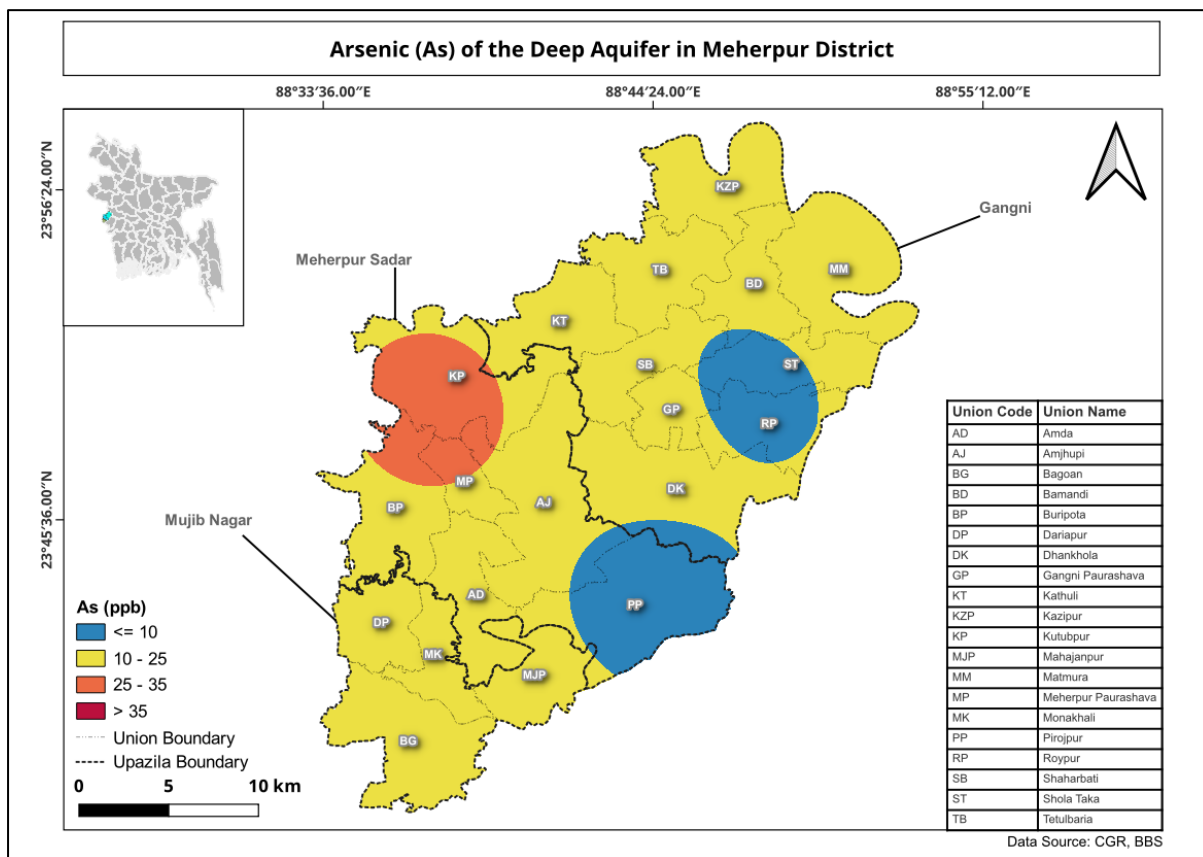 Arsenic (As) of the Deep Aquifer in Meherpur District
88°33′36.00″E 88°44′24.00″E 88°55′12.00″E
23°56′24.00″N
23°45′36.00″N
KZP
Gangni
Meherpur Sadar
TB
BD
MM
KT
KP
SB
ST
GP
RP
MP
DK
AJ
BP
Mujib Nagar
AD
PP
DP
MK
MJP
BG
As (ppb)
<= 10
10 - 25
25 - 35
> 35
Union Boundary
Upazila Boundary
0 5 10 km
Union Code Union Name
AD Amda
AJ Amjhupi
BG Bagoan
BD Bamandi
BP Buripota
DP Dariapur
DK Dhankhola
GP Gangni Paurashava
KT Kathuli
KZP Kazipur
KP Kutubpur
MJP Mahajanpur
MM Matmura
MP Meherpur Paurashava
MK Monakhali
PP Pirojpur
RP Roypur
SB Shaharbati
ST Shola Taka
TB Tetulbaria
Data Source: CGR, BBS